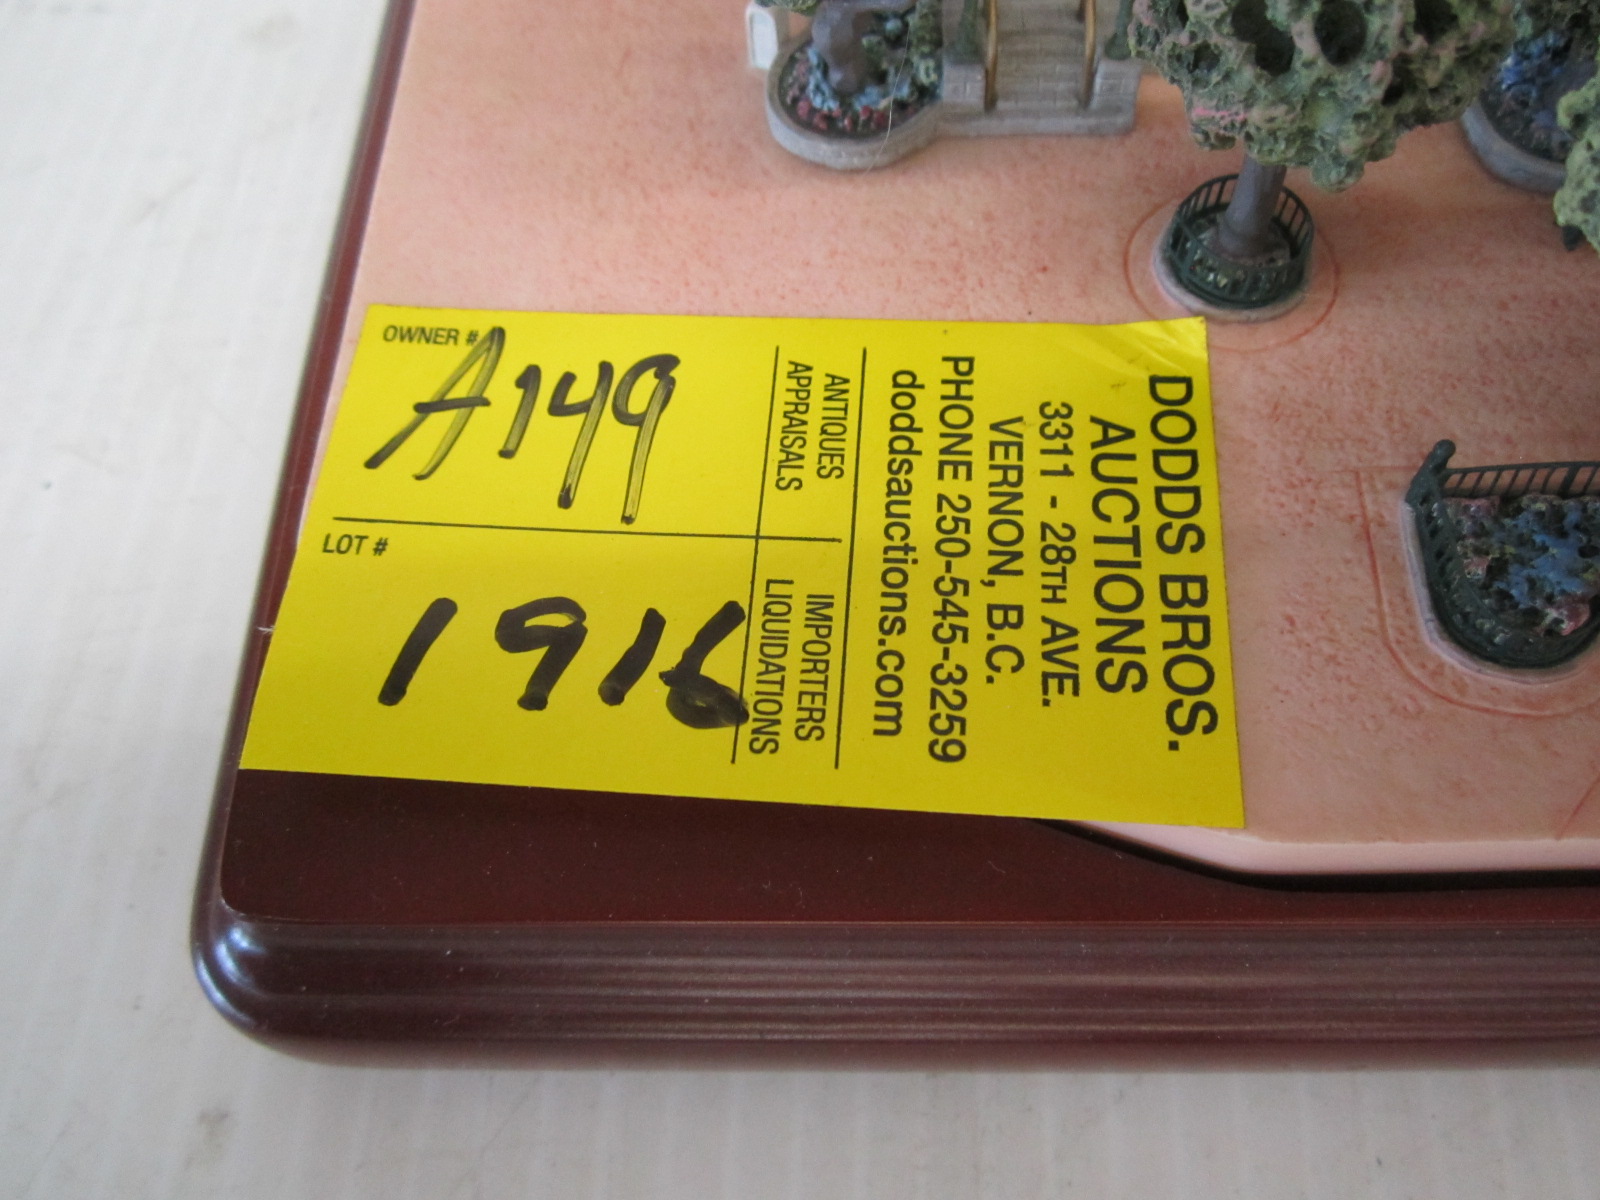 OWNER #
A149
LOT #
1916
DODDS BROS.
AUCTIONS
3311 - 28TH AVE.
VERNON, B.C.
PHONE 250-545-3259
doddsauctions.com
ANTIQUES
APPRAISALS
IMPORTERS
LIQUIDATIONS